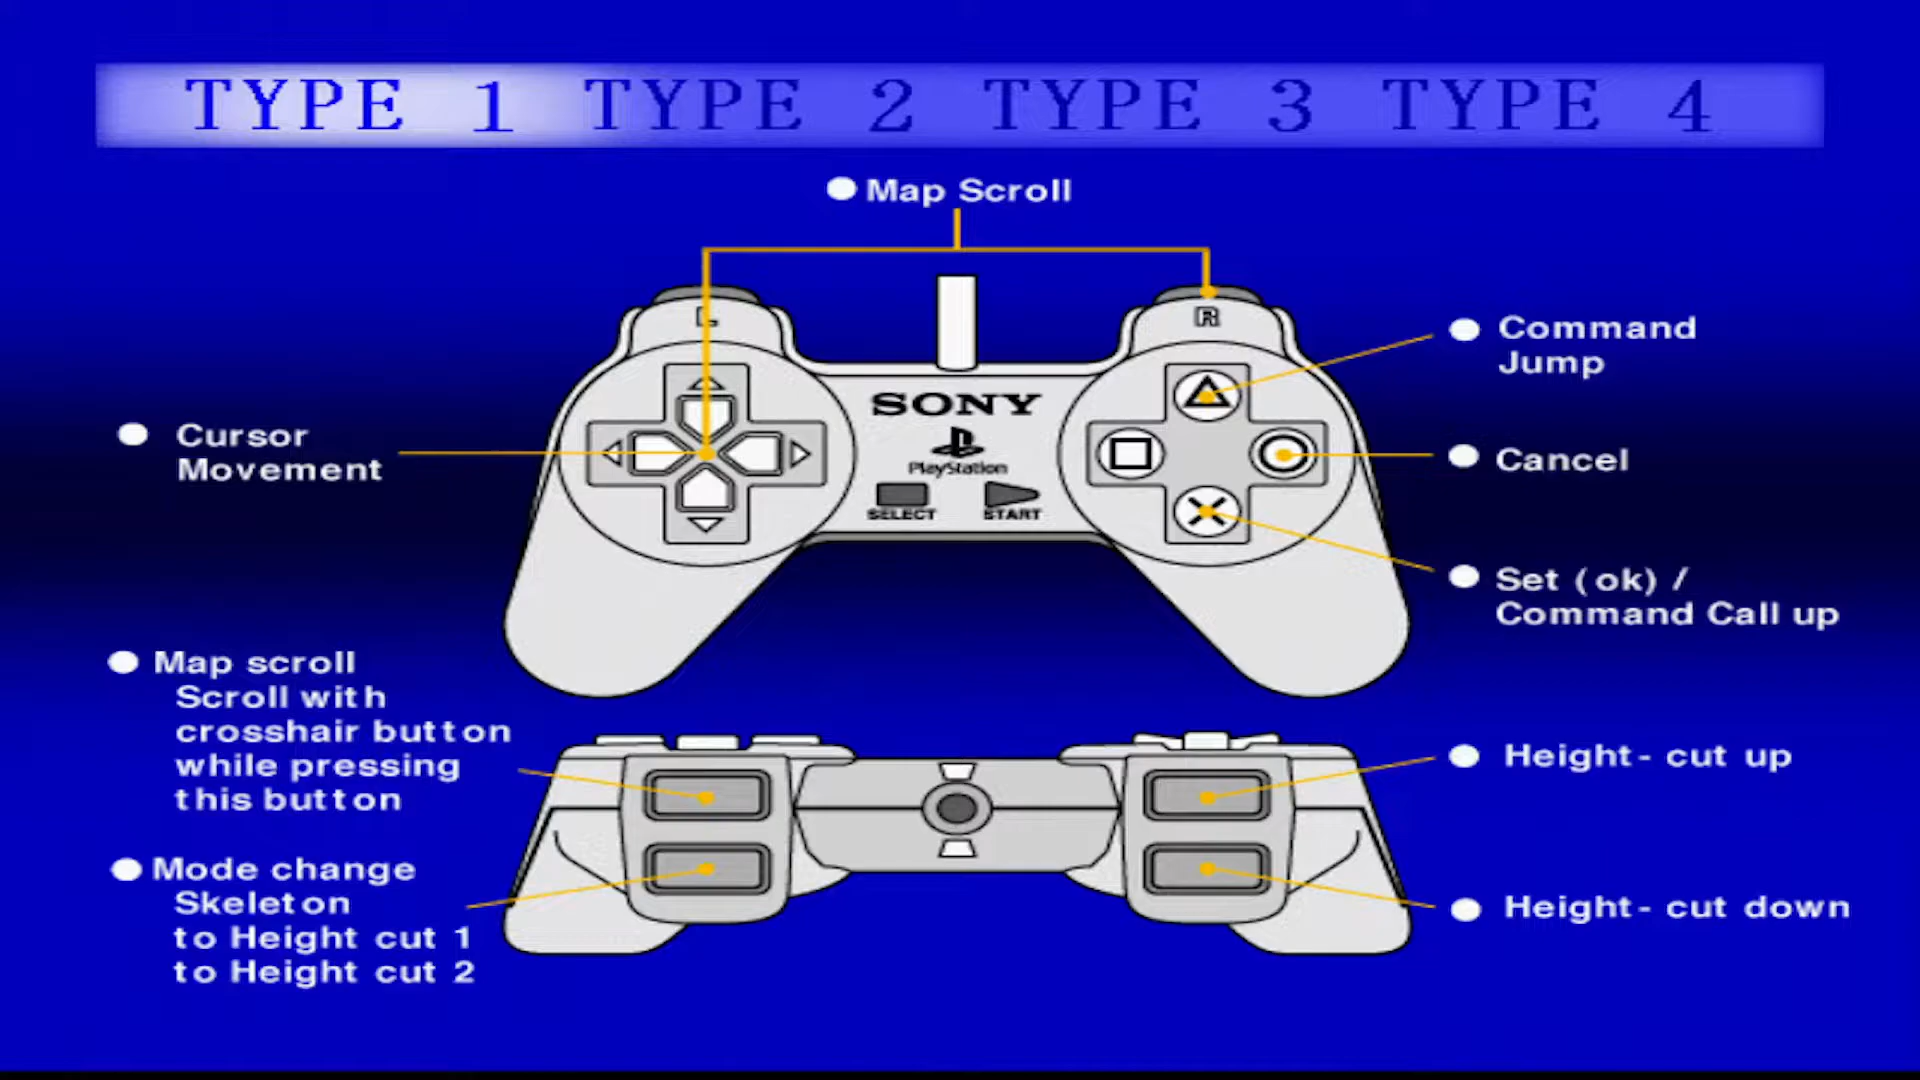 TYPE 1 TYPE 2 TYPE 3 TYPE 4
Map Scroll
L
R
Command
Jump
SONY
Cursor
Movement
Cancel
PlayStation
SELECT START
Set (ok) /
Command Call up
Map scroll
Scroll with
crosshair button
while pressing
this button
Height- cut up
Mode change
Skeleton
to Height cut 1
to Height cut 2
Height- cut down